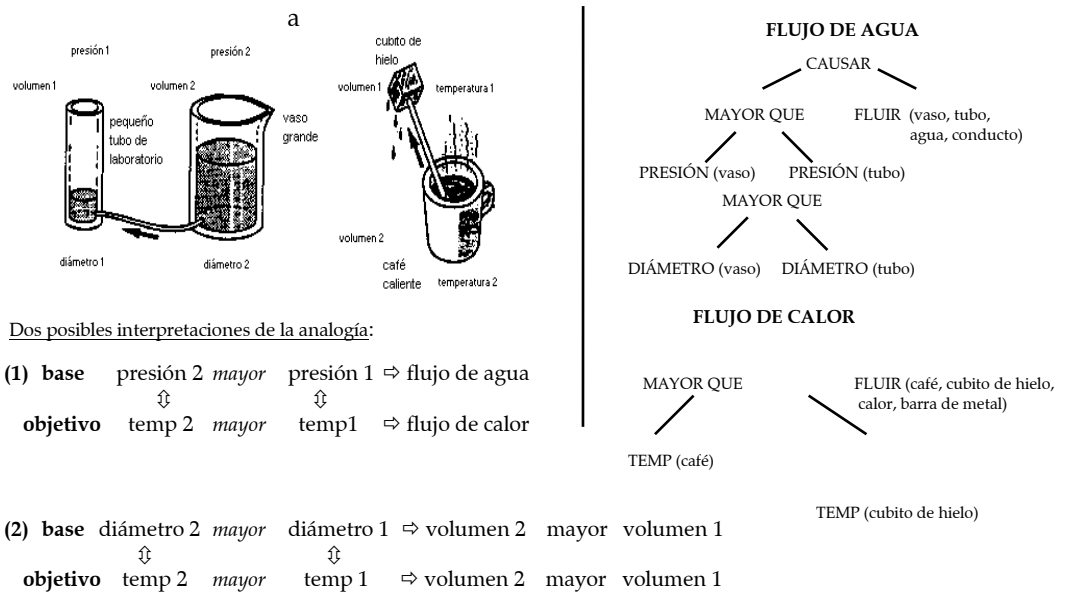 a
presión 1
presión 2
volumen 1
volumen 2
pequeño
tubo de
laboratorio
vaso
grande
diámetro 1
diámetro 2
cubito de
hielo
volumen 1
temperatura 1
volumen 2
café
caliente
temperatura 2
Dos posibles interpretaciones de la analogía:
(1) base presión 2 mayor presión 1 ⇨ flujo de agua
⇳ ⇳
objetivo temp 2 mayor temp1 ⇨ flujo de calor
(2) base diámetro 2 mayor diámetro 1 ⇨ volumen 2 mayor volumen 1
⇳ ⇳
objetivo temp 2 mayor temp 1 ⇨ volumen 2 mayor volumen 1
FLUJO DE AGUA
CAUSAR
MAYOR QUE
FLUIR (vaso, tubo,
agua, conducto)
PRESIÓN (vaso) PRESIÓN (tubo)
MAYOR QUE
DIÁMETRO (vaso) DIÁMETRO (tubo)
FLUJO DE CALOR
MAYOR QUE
FLUIR (café, cubito de hielo,
calor, barra de metal)
TEMP (café)
TEMP (cubito de hielo)